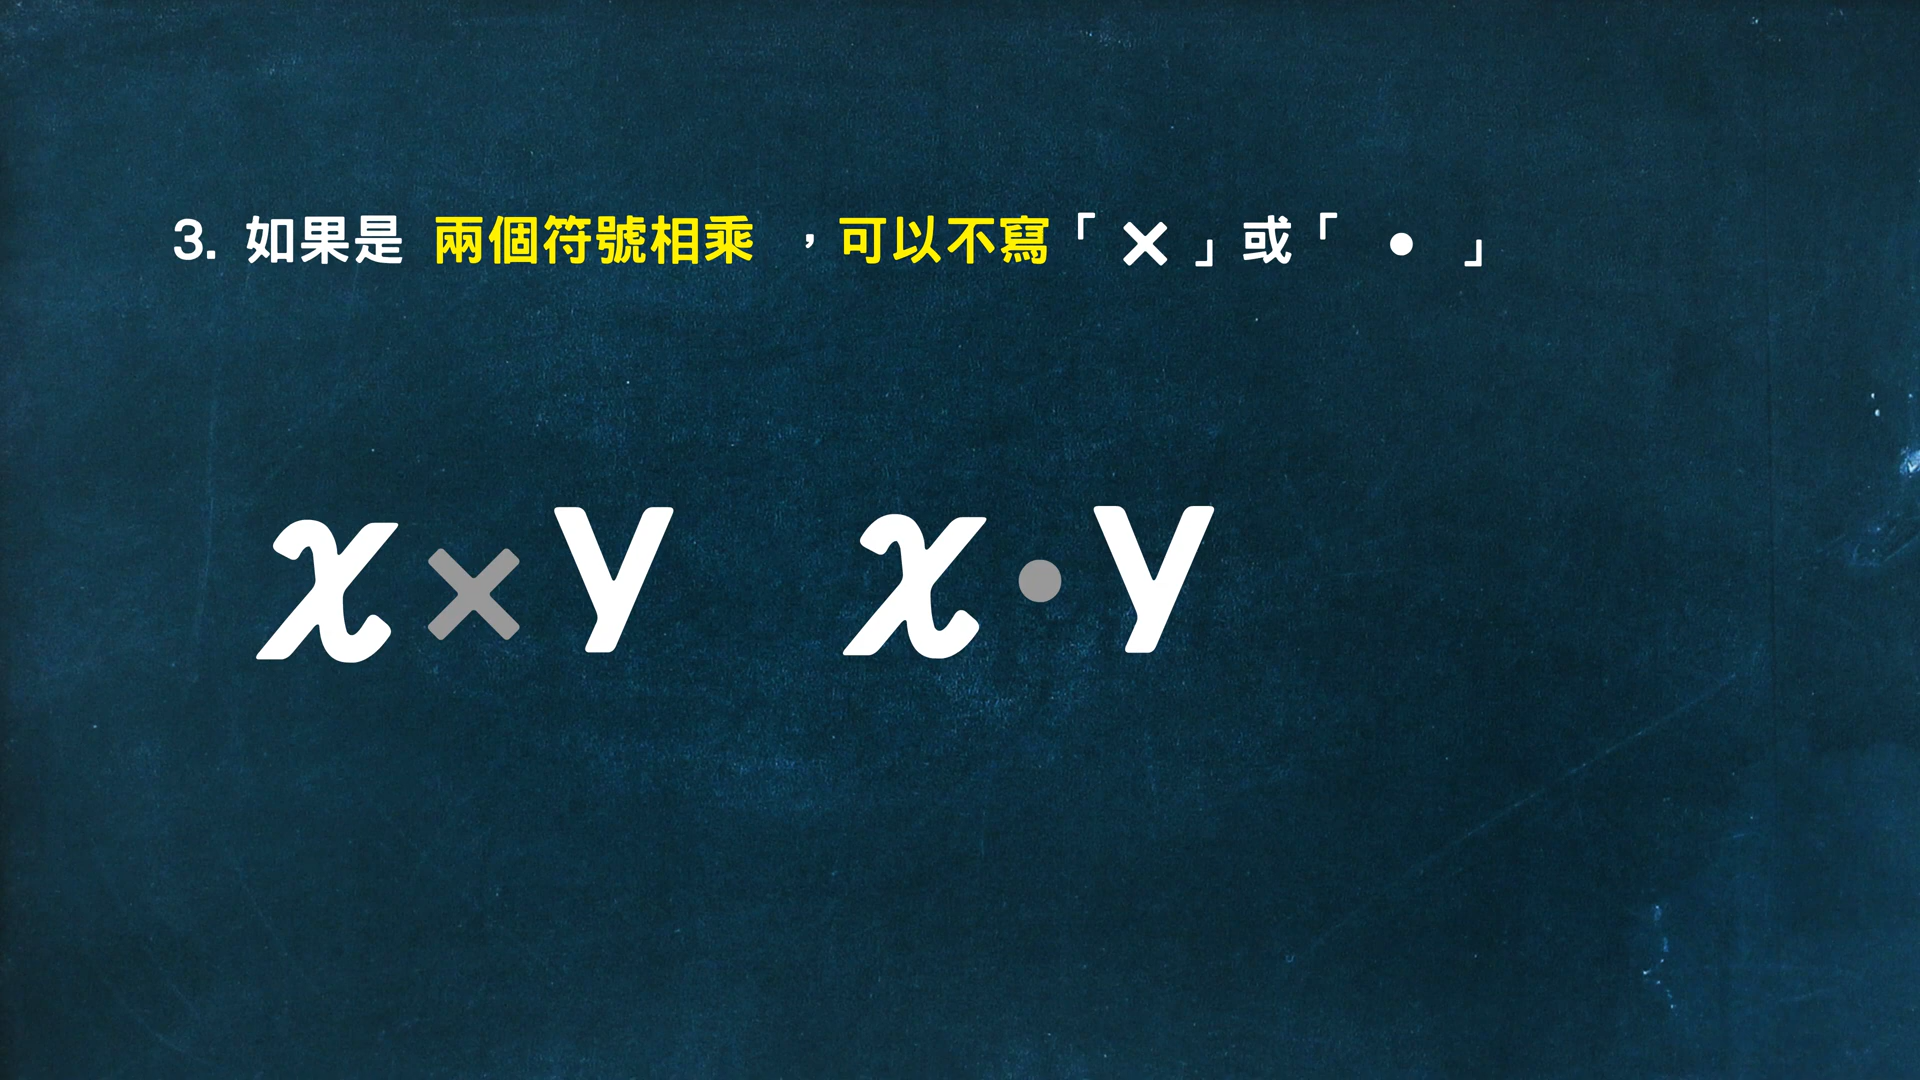 3. 如果是 兩個符號相乘 ，可以不寫「 × 」或「 • 」
x × y x • y